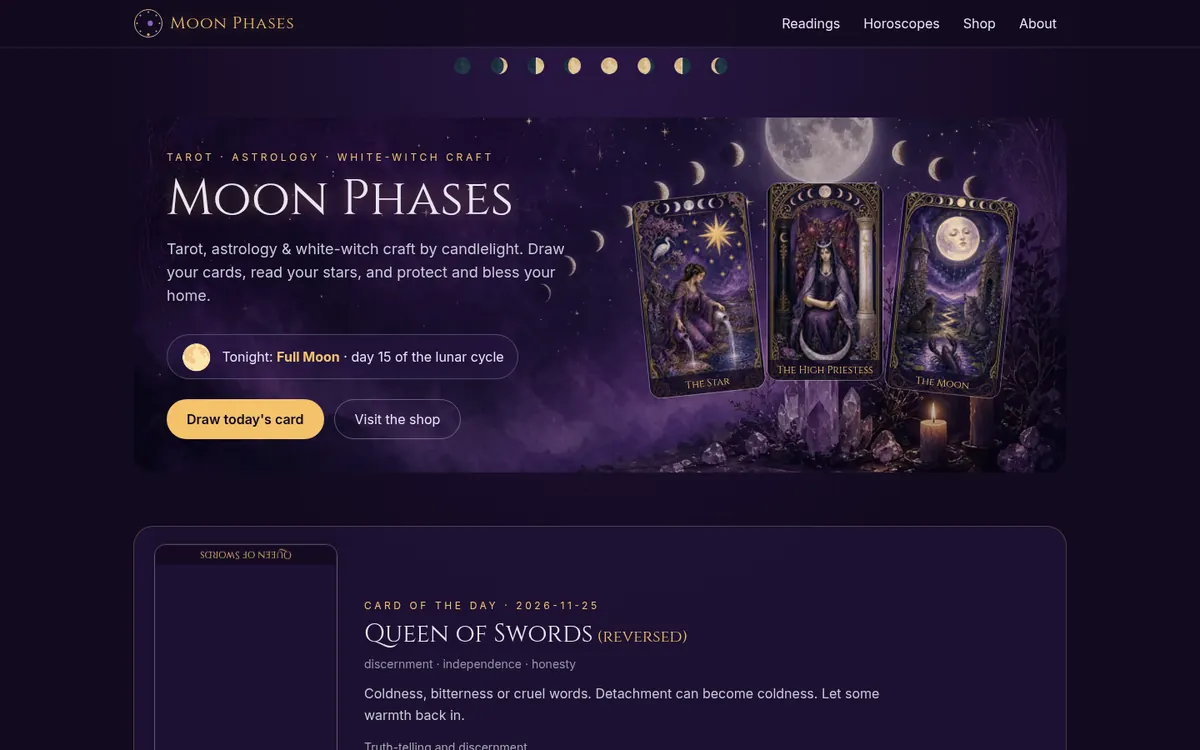 Moon Phases
Readings Horoscopes Shop About
TAROT · ASTROLOGY · WHITE-WITCH CRAFT
Moon Phases
Tarot, astrology & white-witch craft by candlelight. Draw
your cards, read your stars, and protect and bless your
home.
Tonight: Full Moon · day 15 of the lunar cycle
Draw today's card
Visit the shop
THE STAR
THE HIGH PRIESTESS
THE MOON
QUEEN OF SWORDS
CARD OF THE DAY · 2026-11-25
Queen of Swords (REVERSED)
discernment · independence · honesty
Coldness, bitterness or cruel words. Detachment can become coldness. Let some
warmth back in.
Truth-telling and discernment